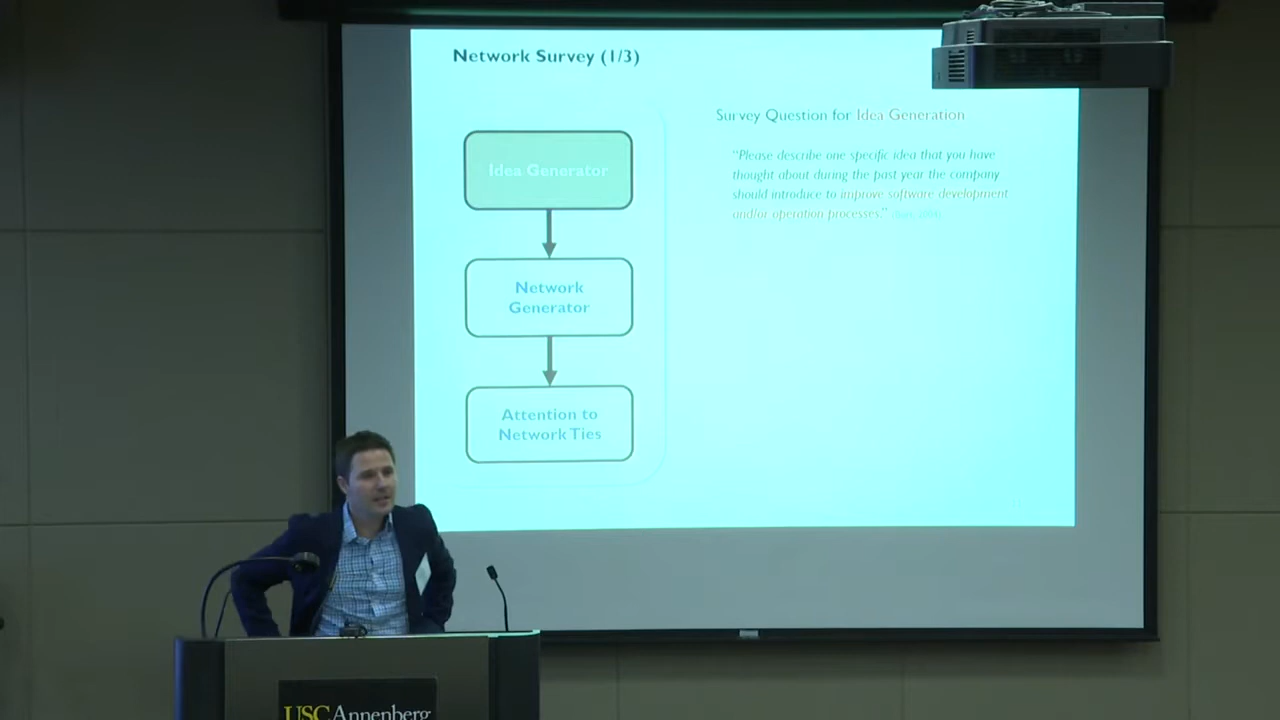 Network Survey (1/3)
Idea Generator
Network
Generator
Attention to
Network Ties
Survey Question for Idea Generation
“Please describe one specific idea that you have
thought about during the past year the company
should introduce to improve software development
and/or operation processes.”
USC Annenberg